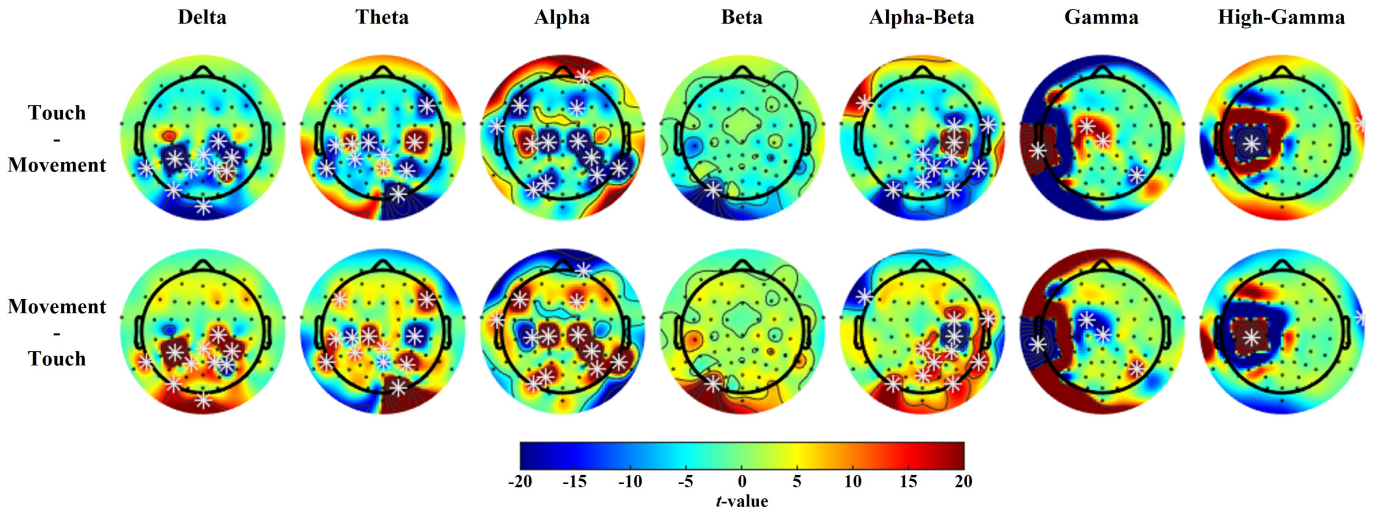 Delta Theta Alpha Beta Alpha-Beta Gamma High-Gamma
Touch
-
Movement
Movement
-
Touch
-20 -15 -10 -5 0 5 10 15 20
t-value